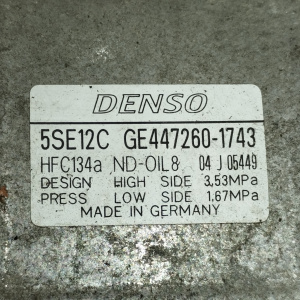 DENSO
5SE12C GE447260-1743
HFC134a ND-OIL8 04 J 05449
DESIGN HIGH SIDE 3,53MPa
PRESS LOW SIDE 1.67MPa
MADE IN GERMANY